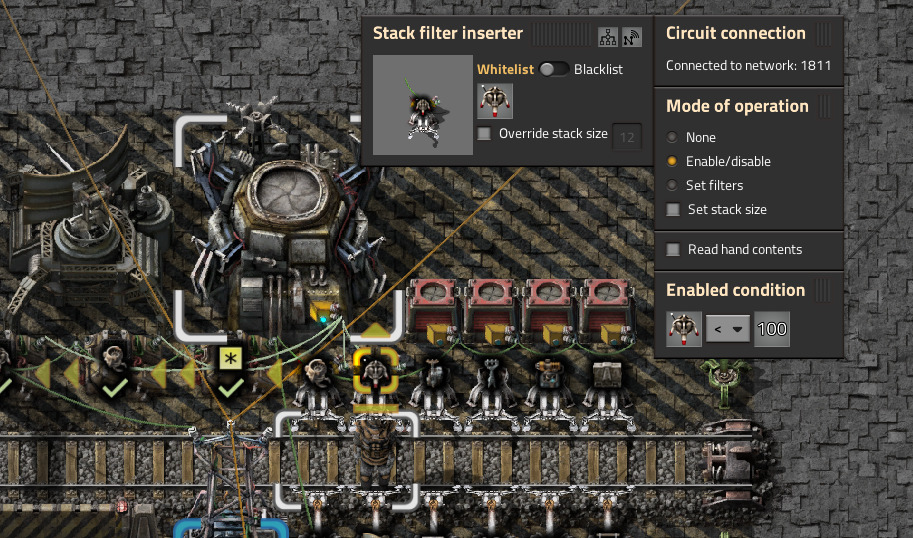 Stack filter inserter
Whitelist Blacklist
Override stack size 12
Circuit connection
Connected to network: 1811
Mode of operation
None
Enable/disable
Set filters
Set stack size
Read hand contents
Enabled condition
< 100
*